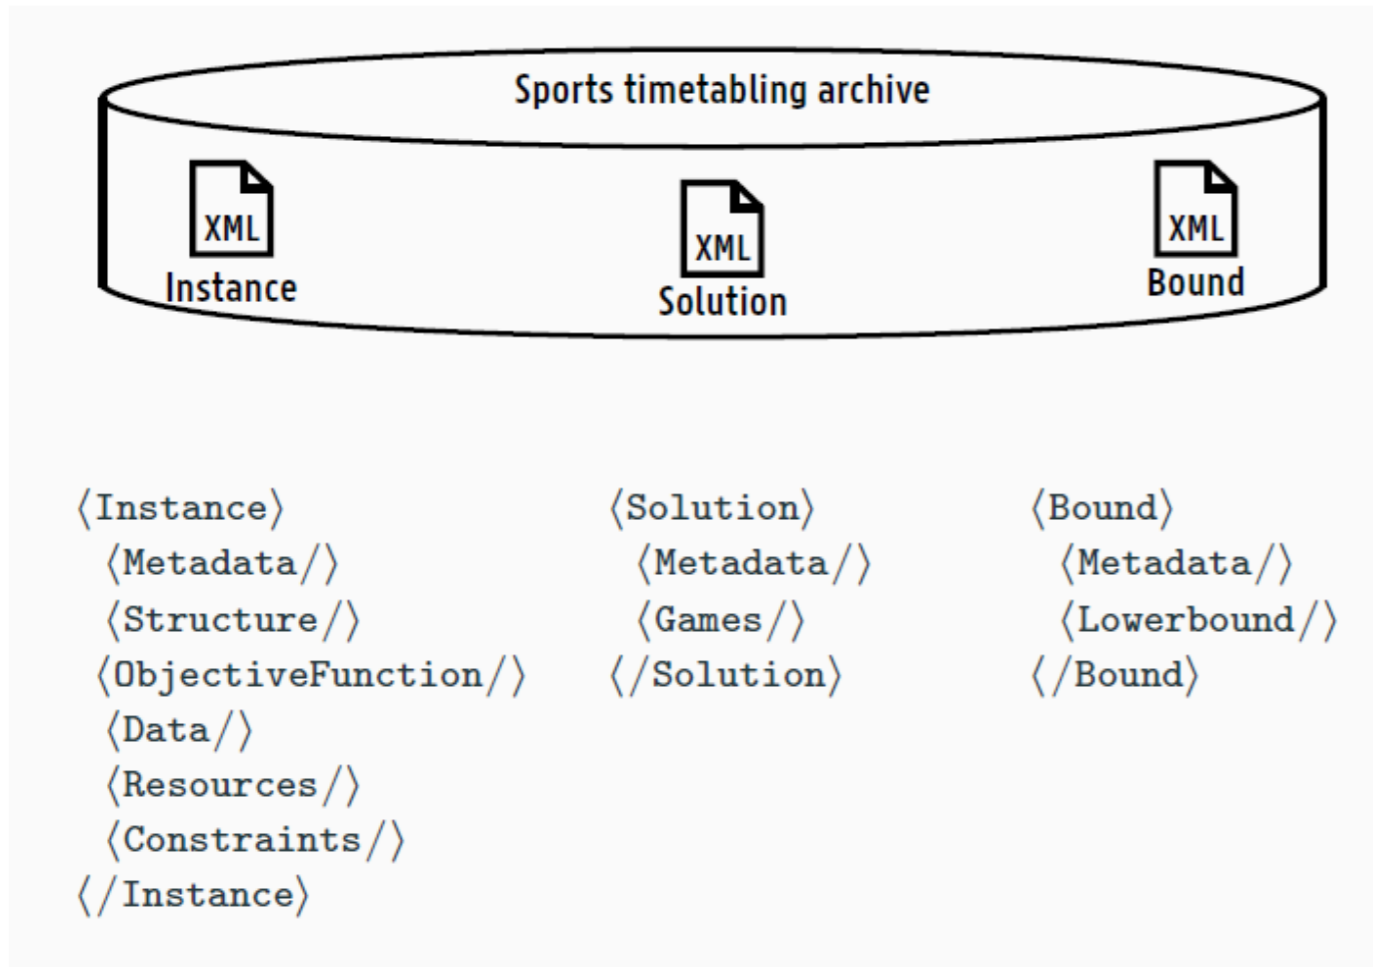 Sports timetabling archive
XML
Instance
XML
Solution
XML
Bound
⟨Instance⟩
⟨Metadata/⟩
⟨Structure/⟩
⟨ObjectiveFunction/⟩
⟨Data/⟩
⟨Resources/⟩
⟨Constraints/⟩
⟨/Instance⟩
⟨Solution⟩
⟨Metadata/⟩
⟨Games/⟩
⟨/Solution⟩
⟨Bound⟩
⟨Metadata/⟩
⟨Lowerbound/⟩
⟨/Bound⟩